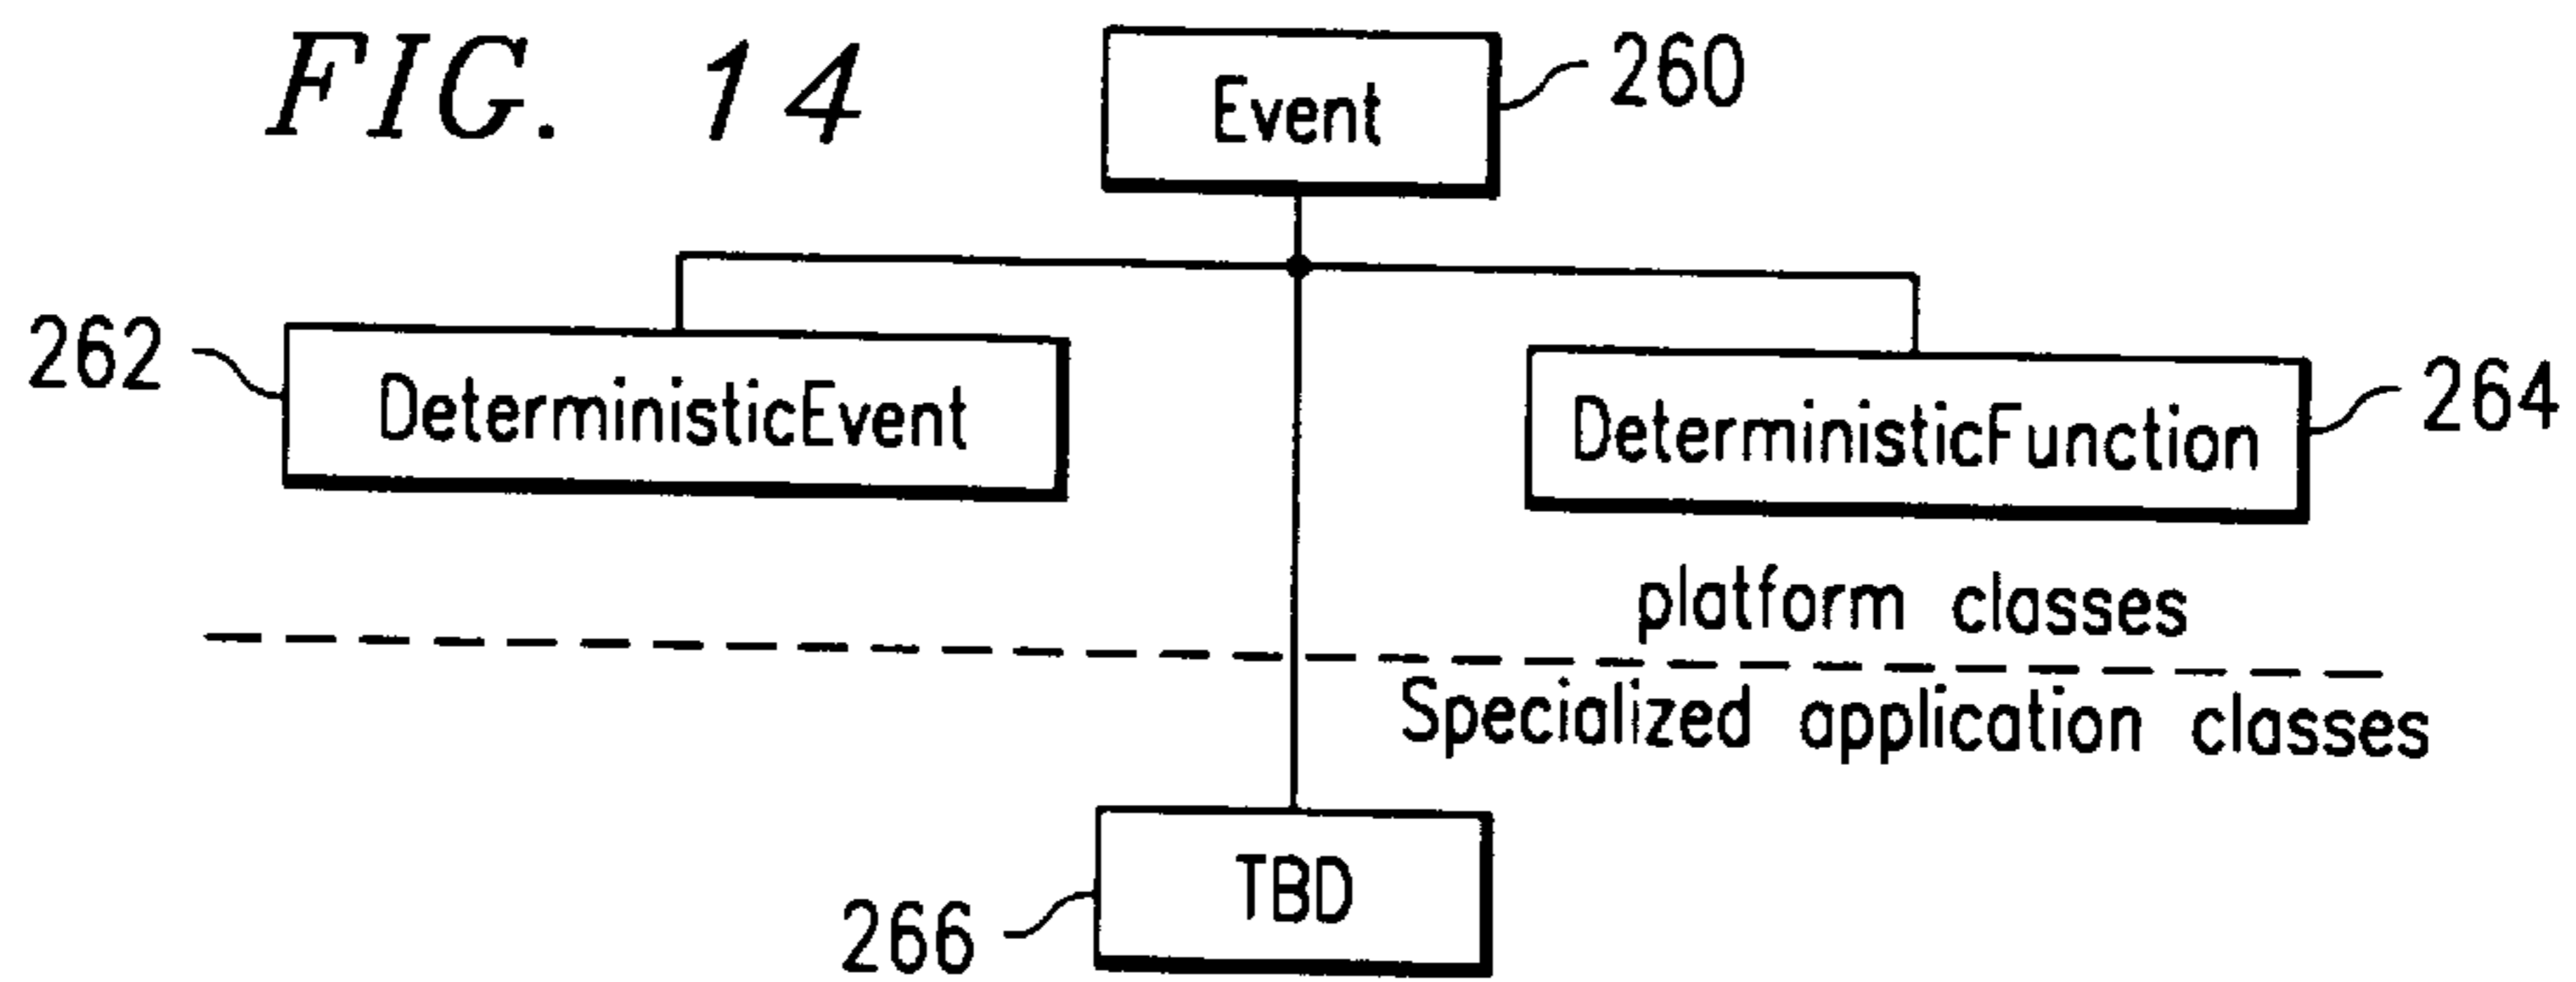 FIG. 14
Event
260
262
DeterministicEvent
DeterministicFunction
264
platform classes
Specialized application classes
TBD
266